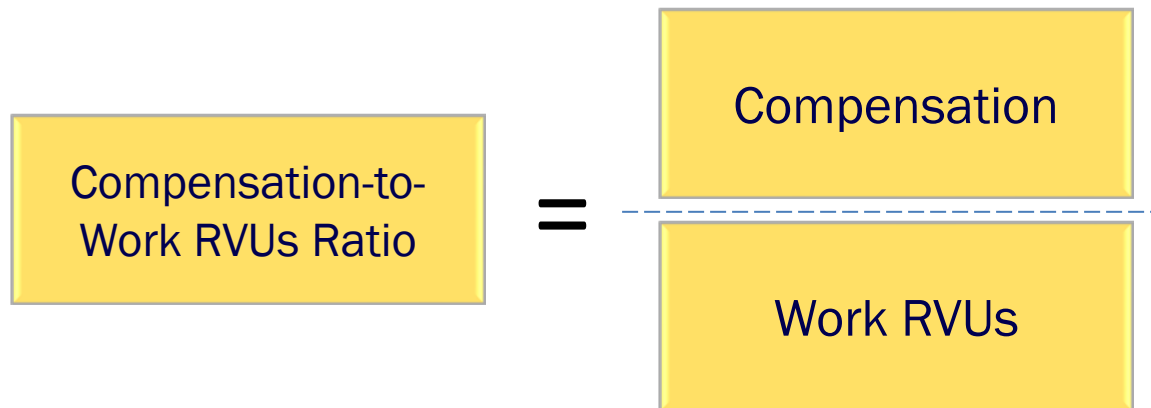 Compensation-to-
Work RVUs Ratio
=
Compensation
Work RVUs